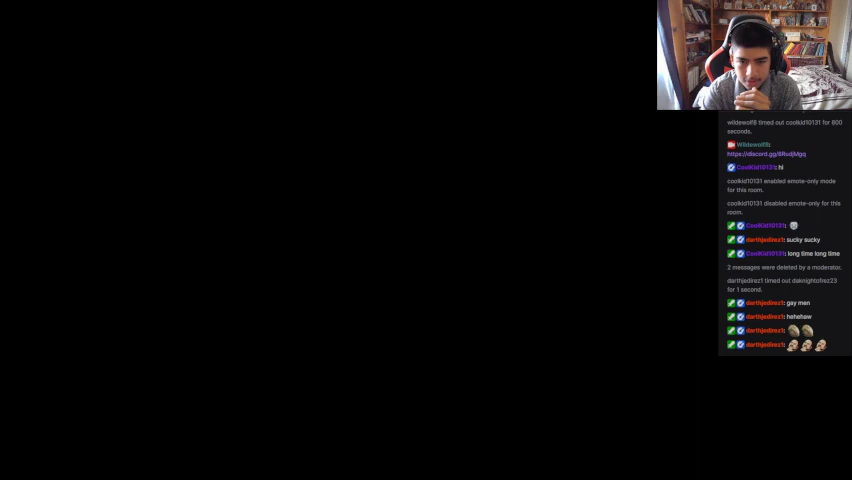 wildewolf8 timed out coolkid10131 for 600
seconds.
Wildewolf8:
https://discord.gg/8RudjMgq
CoolKid10131: hi
coolkid10131 enabled emote-only mode
for this room.
coolkid10131 disabled emote-only for this
room.
CoolKid10131:
darthjedirez1: sucky sucky
CoolKid10131: long time long time
2 messages were deleted by a moderator.
darthjedirez1 timed out daknightofrez23
for 1 second.
darthjedirez1: gay men
darthjedirez1: hehehaw
darthjedirez1:
darthjedirez1: